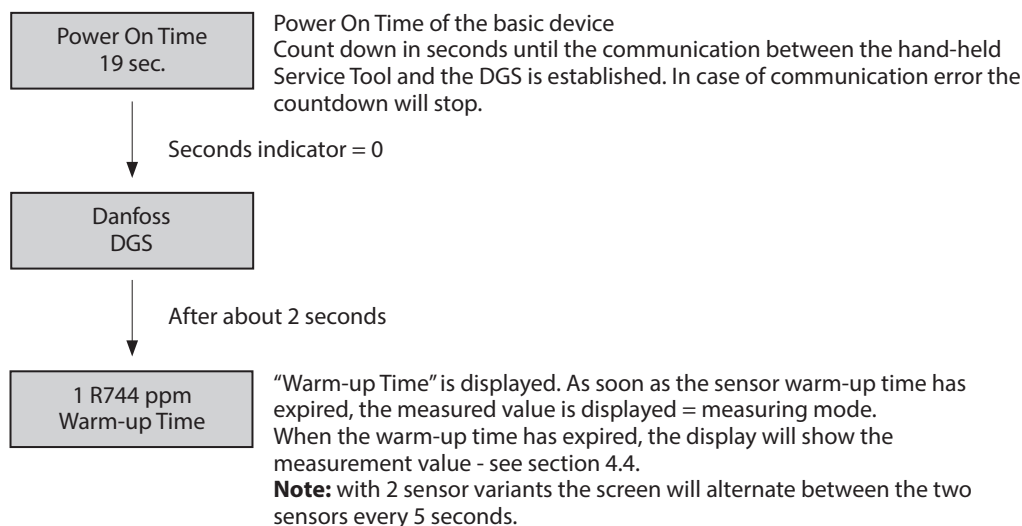 Power On Time
19 sec.
Power On Time of the basic device
Count down in seconds until the communication between the hand-held
Service Tool and the DGS is established. In case of communication error the
countdown will stop.
Seconds indicator = 0
Danfoss
DGS
After about 2 seconds
1 R744 ppm
Warm-up Time
“Warm-up Time” is displayed. As soon as the sensor warm-up time has
expired, the measured value is displayed = measuring mode.
When the warm-up time has expired, the display will show the
measurement value - see section 4.4.
Note: with 2 sensor variants the screen will alternate between the two
sensors every 5 seconds.